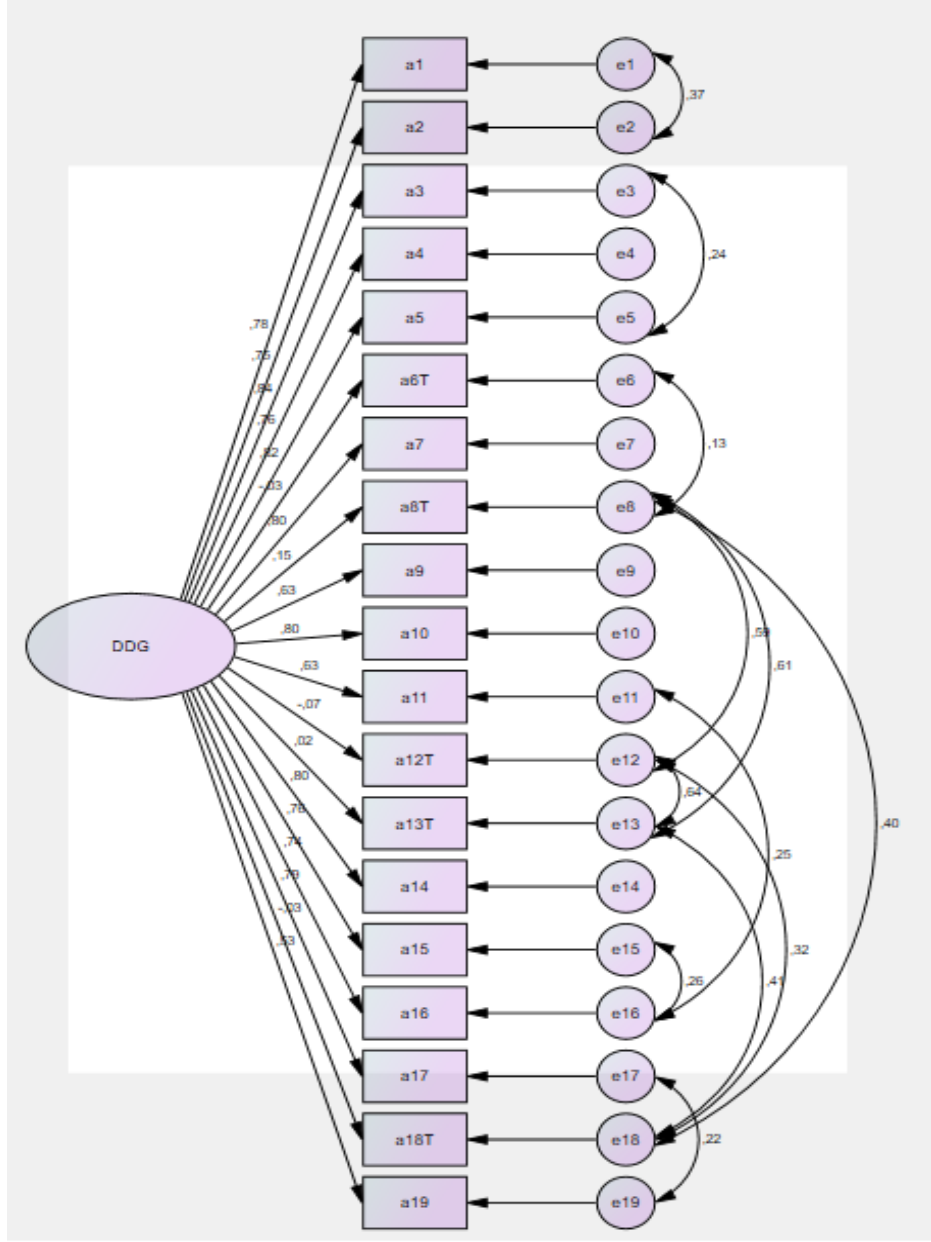 a1 e1
,37
a2 e2
a3 e3
a4 e4 ,24
a5 e5
,78
,75
a6T e6
,84
,76
a7 e7 ,13
,82
-,03
a8T e8
,80
,15
a9 e9
,63
,80 a10 e10 ,59
DDG
,63 ,61
a11 e11
-,07
,02 a12T e12
,80 ,64
,78 a13T e13 ,40
,74 ,25
,79 a14 e14
-,03
,53 a15 e15 ,32
,26 ,41
a16 e16
a17 e17
a18T e18 ,22
a19 e19